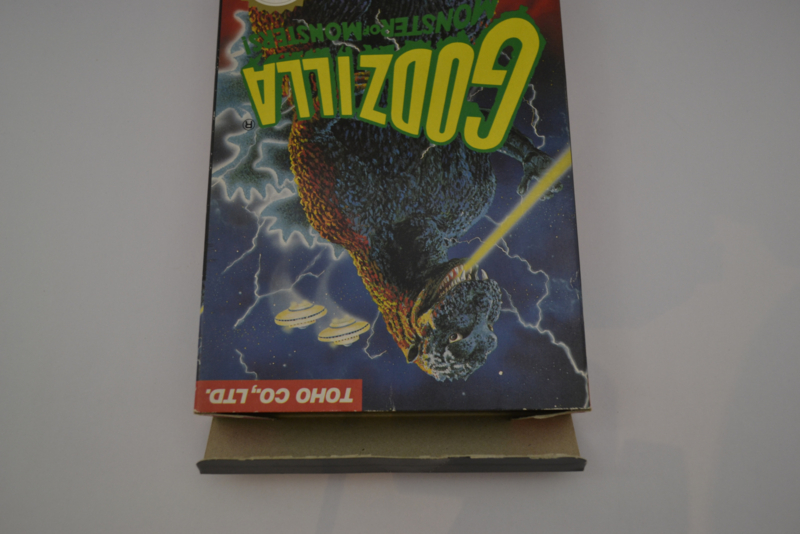 TOHO CO., LTD.
GODZILLA®
MONSTER OF MONSTERS!